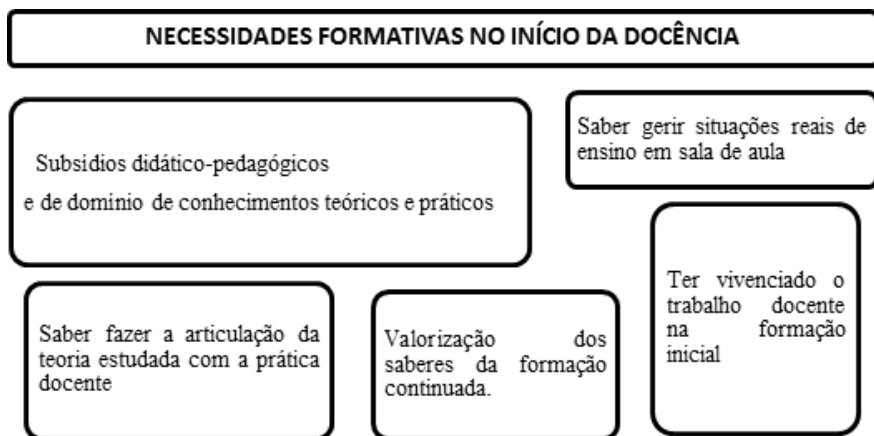 NECESSIDADES FORMATIVAS NO INÍCIO DA DOCÊNCIA
Subsídios didático-pedagógicos
e de domínio de conhecimentos teóricos e práticos
Saber gerir situações reais de
ensino em sala de aula
Saber fazer a articulação da
teoria estudada com a prática
docente
Valorização dos
saberes da formação
continuada.
Ter vivenciado o
trabalho docente
na formação
inicial